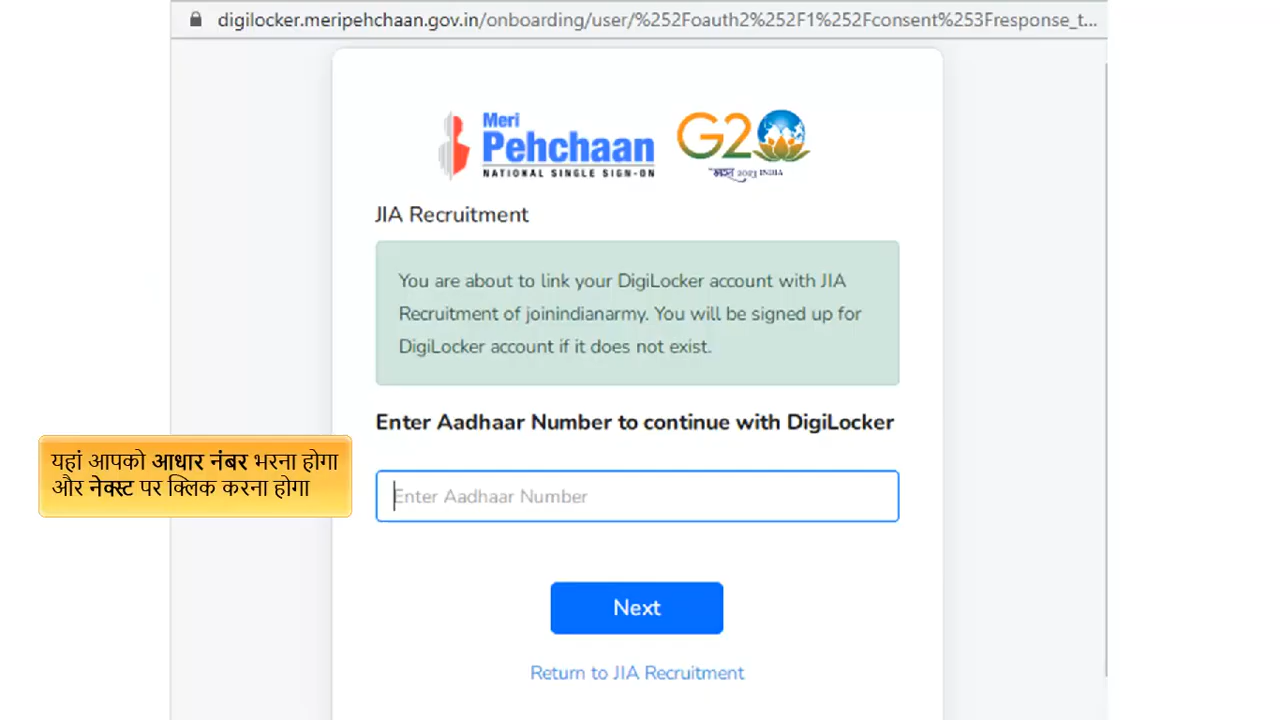 digilocker.meripehchaan.gov.in/onboarding/user/%252Foauth2%252F1%252Fconsent%253Fresponse_t...
Meri
Pehchaan
NATIONAL SINGLE SIGN-ON
G20
भारत 2023 INDIA
JIA Recruitment
You are about to link your DigiLocker account with JIA
Recruitment of joinindianarmy. You will be signed up for
DigiLocker account if it does not exist.
Enter Aadhaar Number to continue with DigiLocker
यहां आपको आधार नंबर भरना होगा
और नेक्स्ट पर क्लिक करना होगा
Enter Aadhaar Number
Next
Return to JIA Recruitment